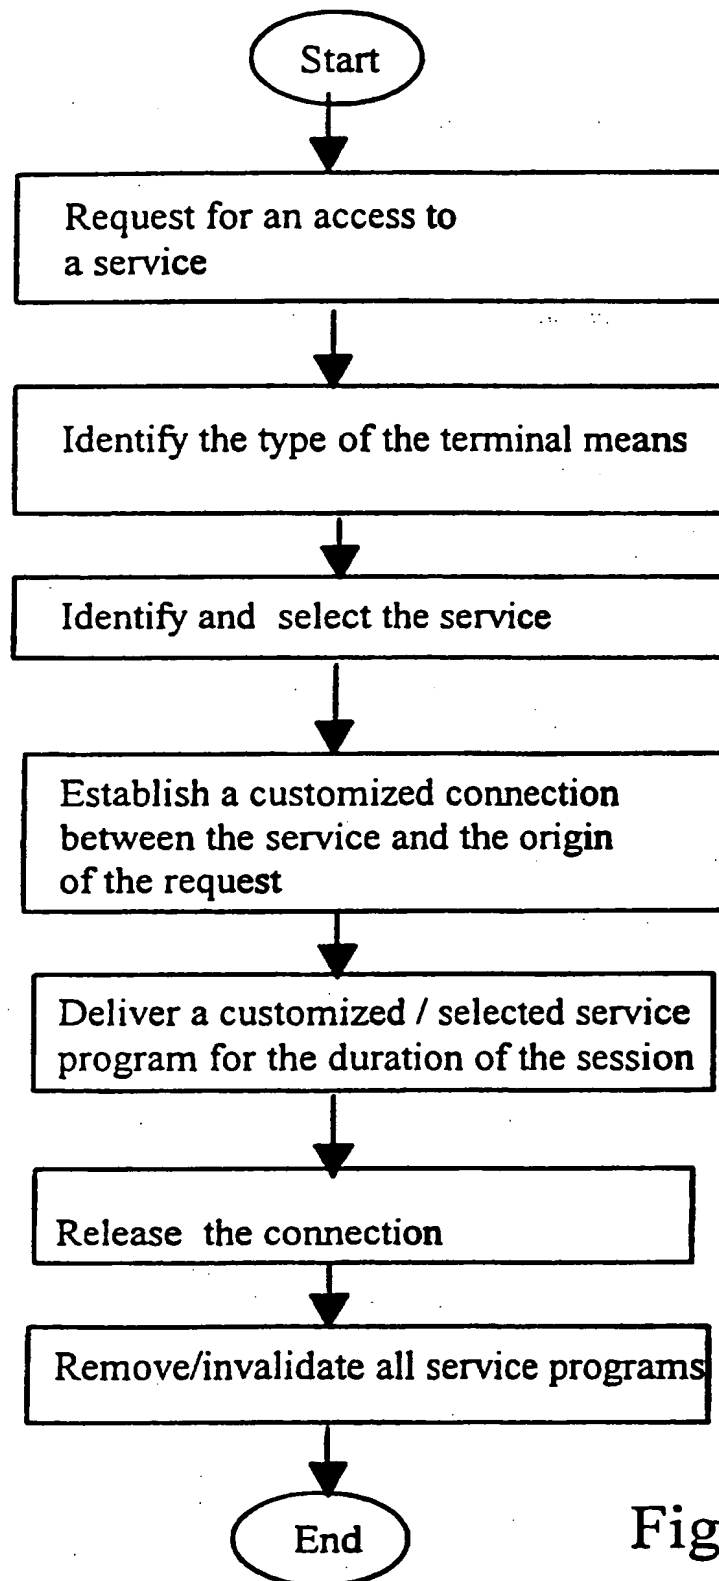 Start
Request for an access to
a service
Identify the type of the terminal means
Identify and select the service
Establish a customized connection
between the service and the origin
of the request
Deliver a customized / selected service
program for the duration of the session
Release the connection
Remove/invalidate all service programs
End
Fig